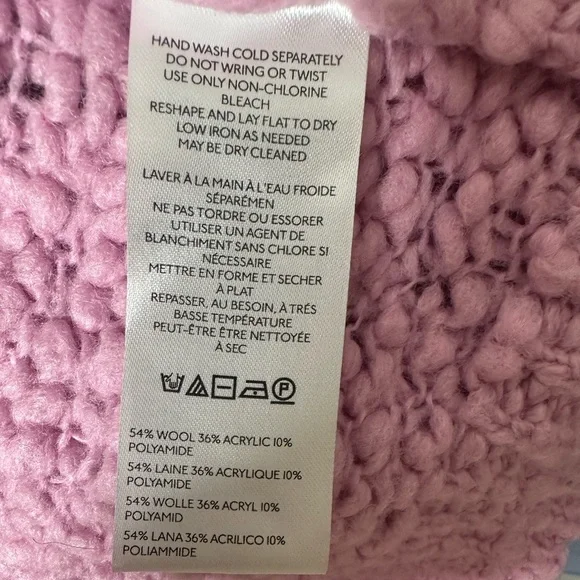 HAND WASH COLD SEPARATELY
DO NOT WRING OR TWIST
USE ONLY NON-CHLORINE
BLEACH
RESHAPE AND LAY FLAT TO DRY
LOW IRON AS NEEDED
MAY BE DRY CLEANED
LAVER À LA MAIN À L'EAU FROIDE
SÉPARÉMEN
NE PAS TORDRE OU ESSORER
UTILISER UN AGENT DE
BLANCHIMENT SANS CHLORE SI
NÉCESSAIRE
METTRE EN FORME ET SECHER
À PLAT
REPASSER, AU BESOIN, À TRÉS
BASSE TEMPÉRATURE
PEUT-ÊTRE ÊTRE NETTOYÉE
À SEC
P
54% WOOL 36% ACRYLIC 10%
POLYAMIDE
54% LAINE 36% ACRYLIQUE 10%
POLYAMIDE
54% WOLLE 36% ACRYL 10%
POLYAMID
54% LANA 36% ACRILICO 10%
POLIAMMIDE